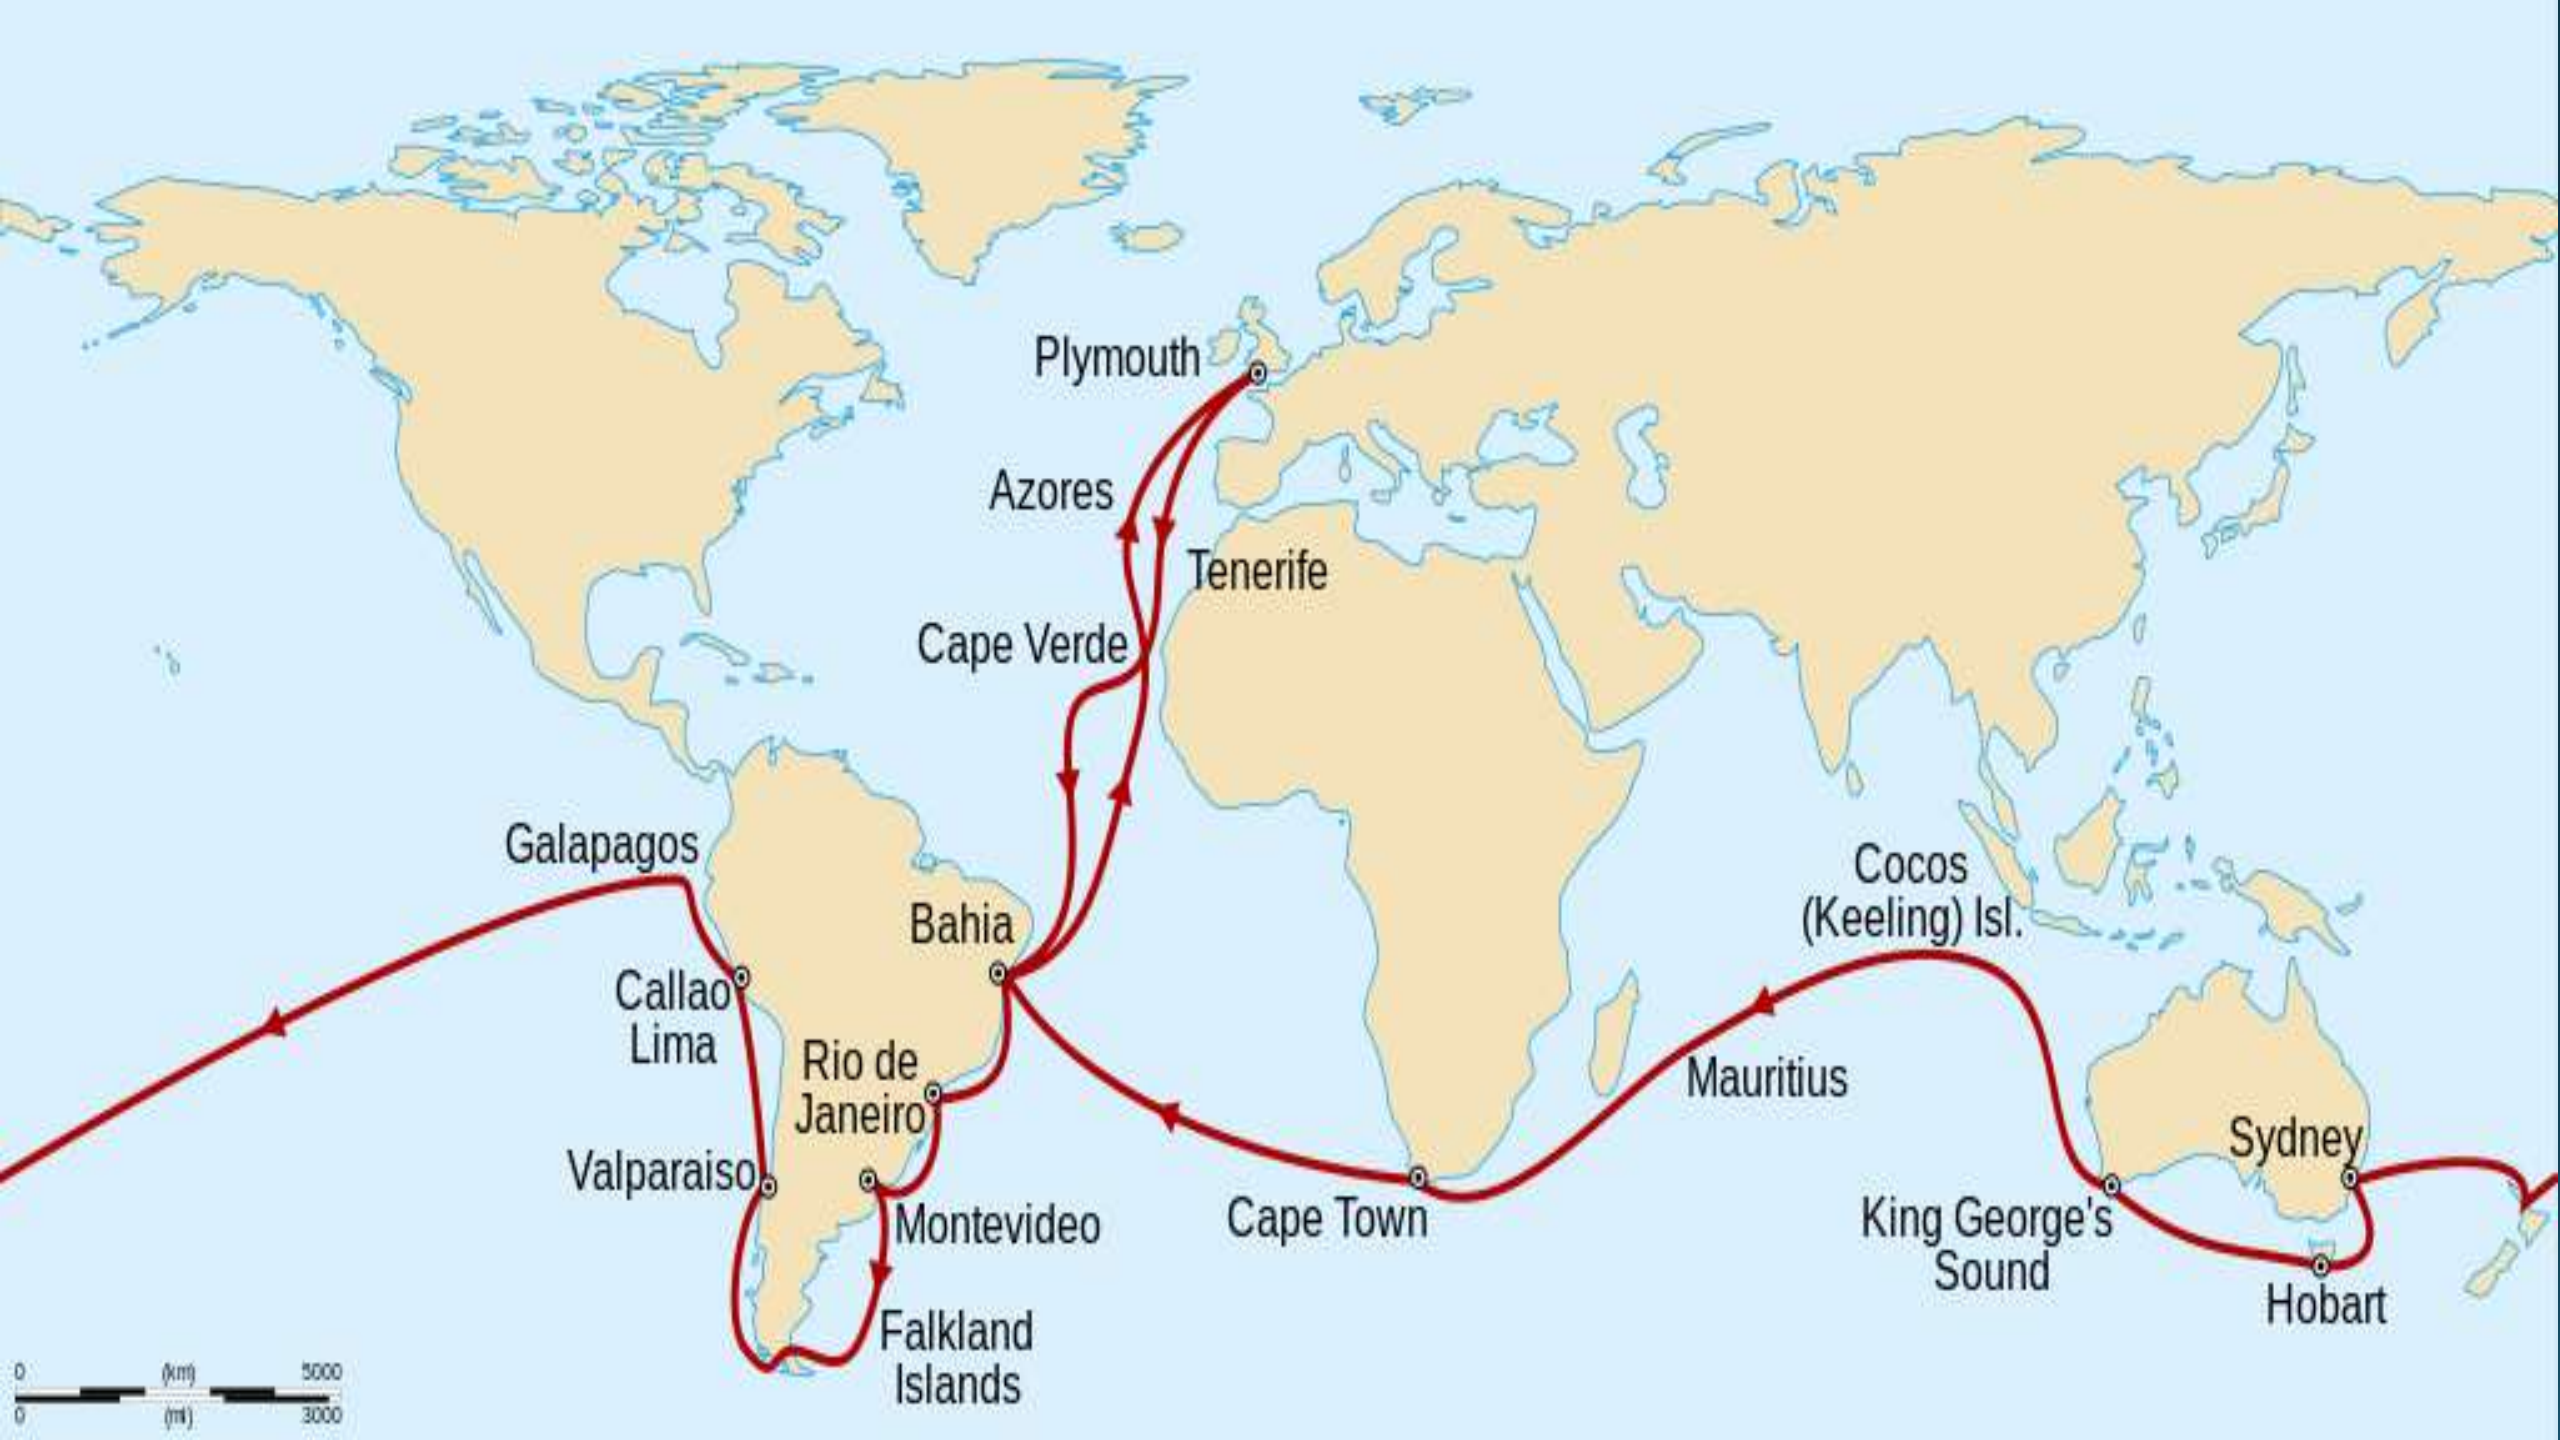 Plymouth
Azores
Tenerife
Cape Verde
Galapagos
Cocos
(Keeling) Isl.
Bahia
Callao
Lima
Rio de
Janeiro
Mauritius
Sydney
Valparaiso
Montevideo
Cape Town
King George's
Sound
Hobart
Falkland
Islands
0 (km) 5000
0 (mi) 3000